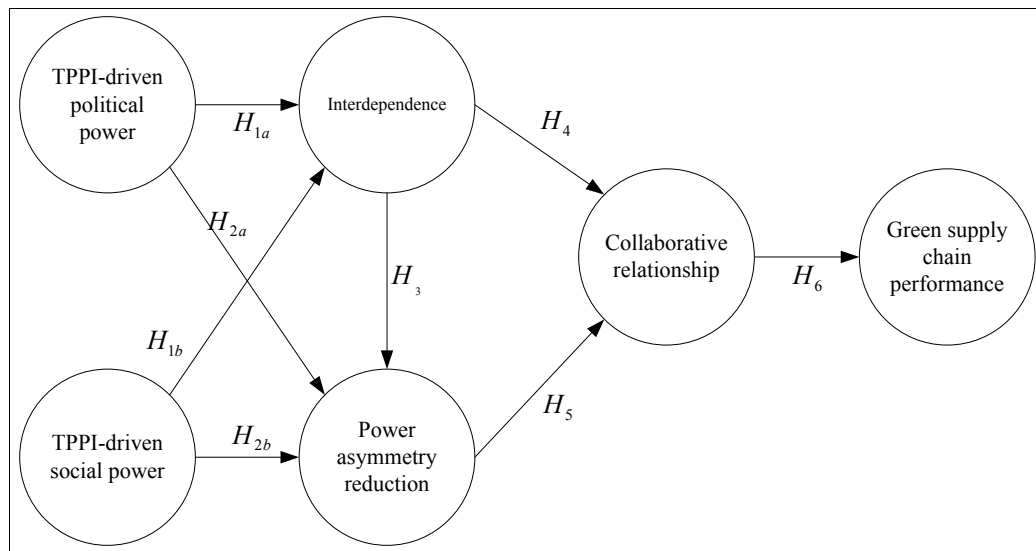 TPPI-driven
political
power
H1a
Interdependence
H4
H2a
Collaborative
relationship
H6
Green supply
chain
performance
H3
H1b
TPPI-driven
social power
H2b
Power
asymmetry
reduction
H5